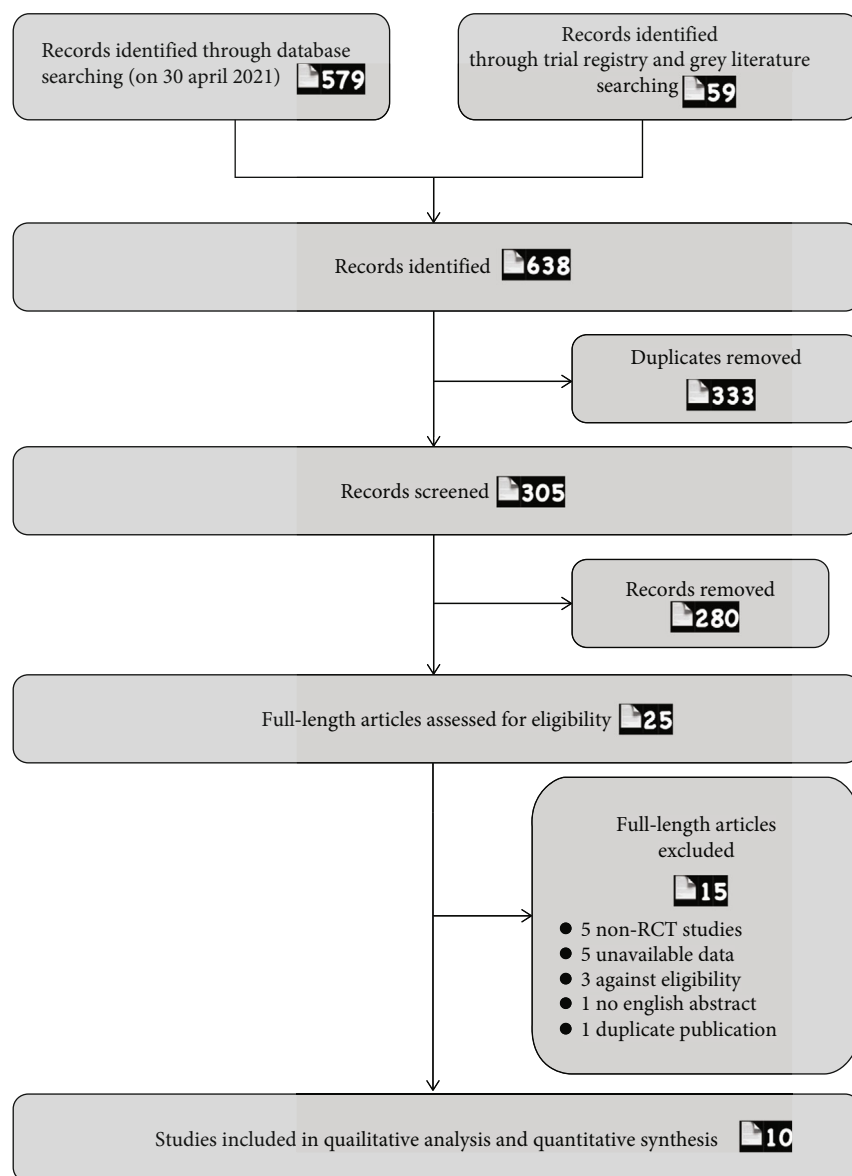 Records identified through database
searching (on 30 april 2021) 579
Records identified
through trial registry and grey literature
searching 59
Records identified 638
Duplicates removed
333
Records screened 305
Records removed
280
Full-length articles assessed for eligibility 25
Full-length articles
excluded
15
● 5 non-RCT studies
● 5 unavailable data
● 3 against eligibility
● 1 no english abstract
● 1 duplicate publication
Studies included in quailitative analysis and quantitative synthesis 10